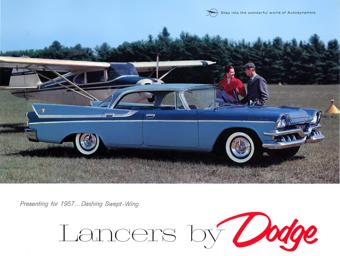 Step into the wonderful world of Autodynamics
Presenting for 1957...Dashing Swept-Wing
Lancers by Dodge